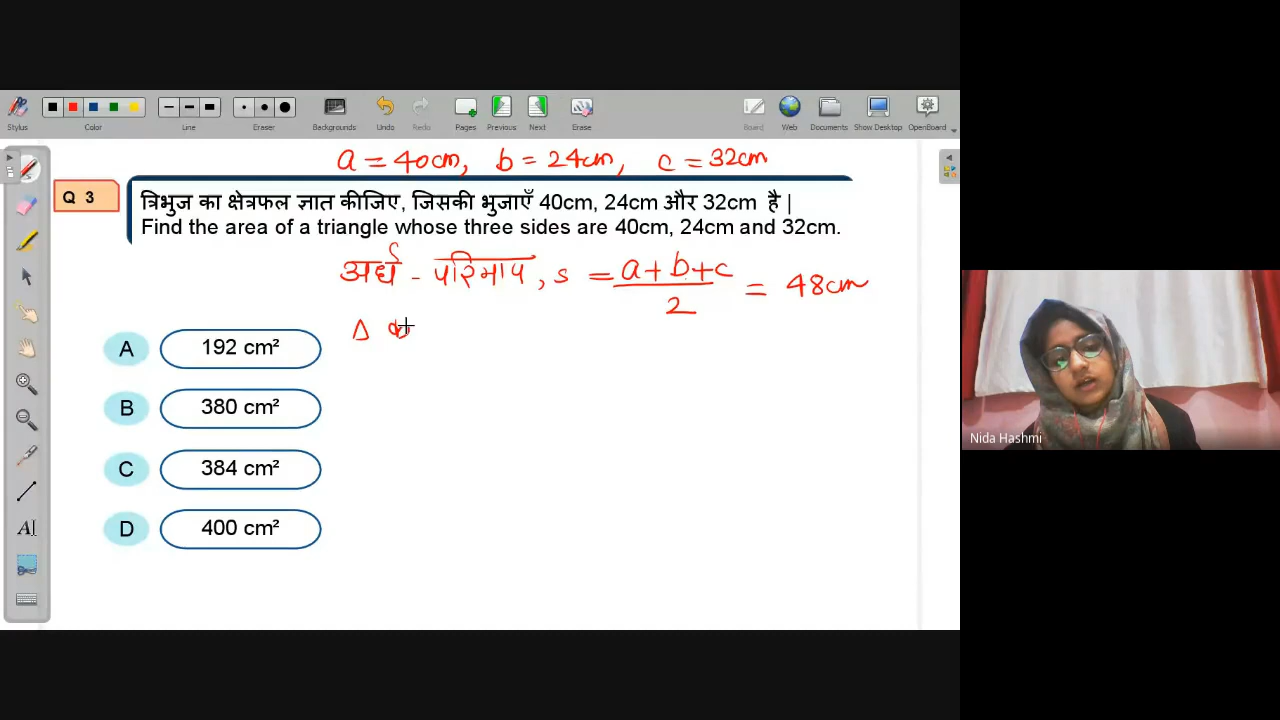 Stylus Color Line Eraser Backgrounds Undo Redo Pages Previous Next Erase Board Web Documents Show Desktop OpenBoard
a = 40cm, b = 24cm, c = 32cm
Q 3
त्रिभुज का क्षेत्रफल ज्ञात कीजिए, जिसकी भुजाएँ 40cm, 24cm और 32cm है |
Find the area of a triangle whose three sides are 40cm, 24cm and 32cm.
अर्ध - परिमाप, s = a+b+c / 2 = 48cm
Δ
A 192 cm²
B 380 cm²
C 384 cm²
D 400 cm²
Nida Hashmi